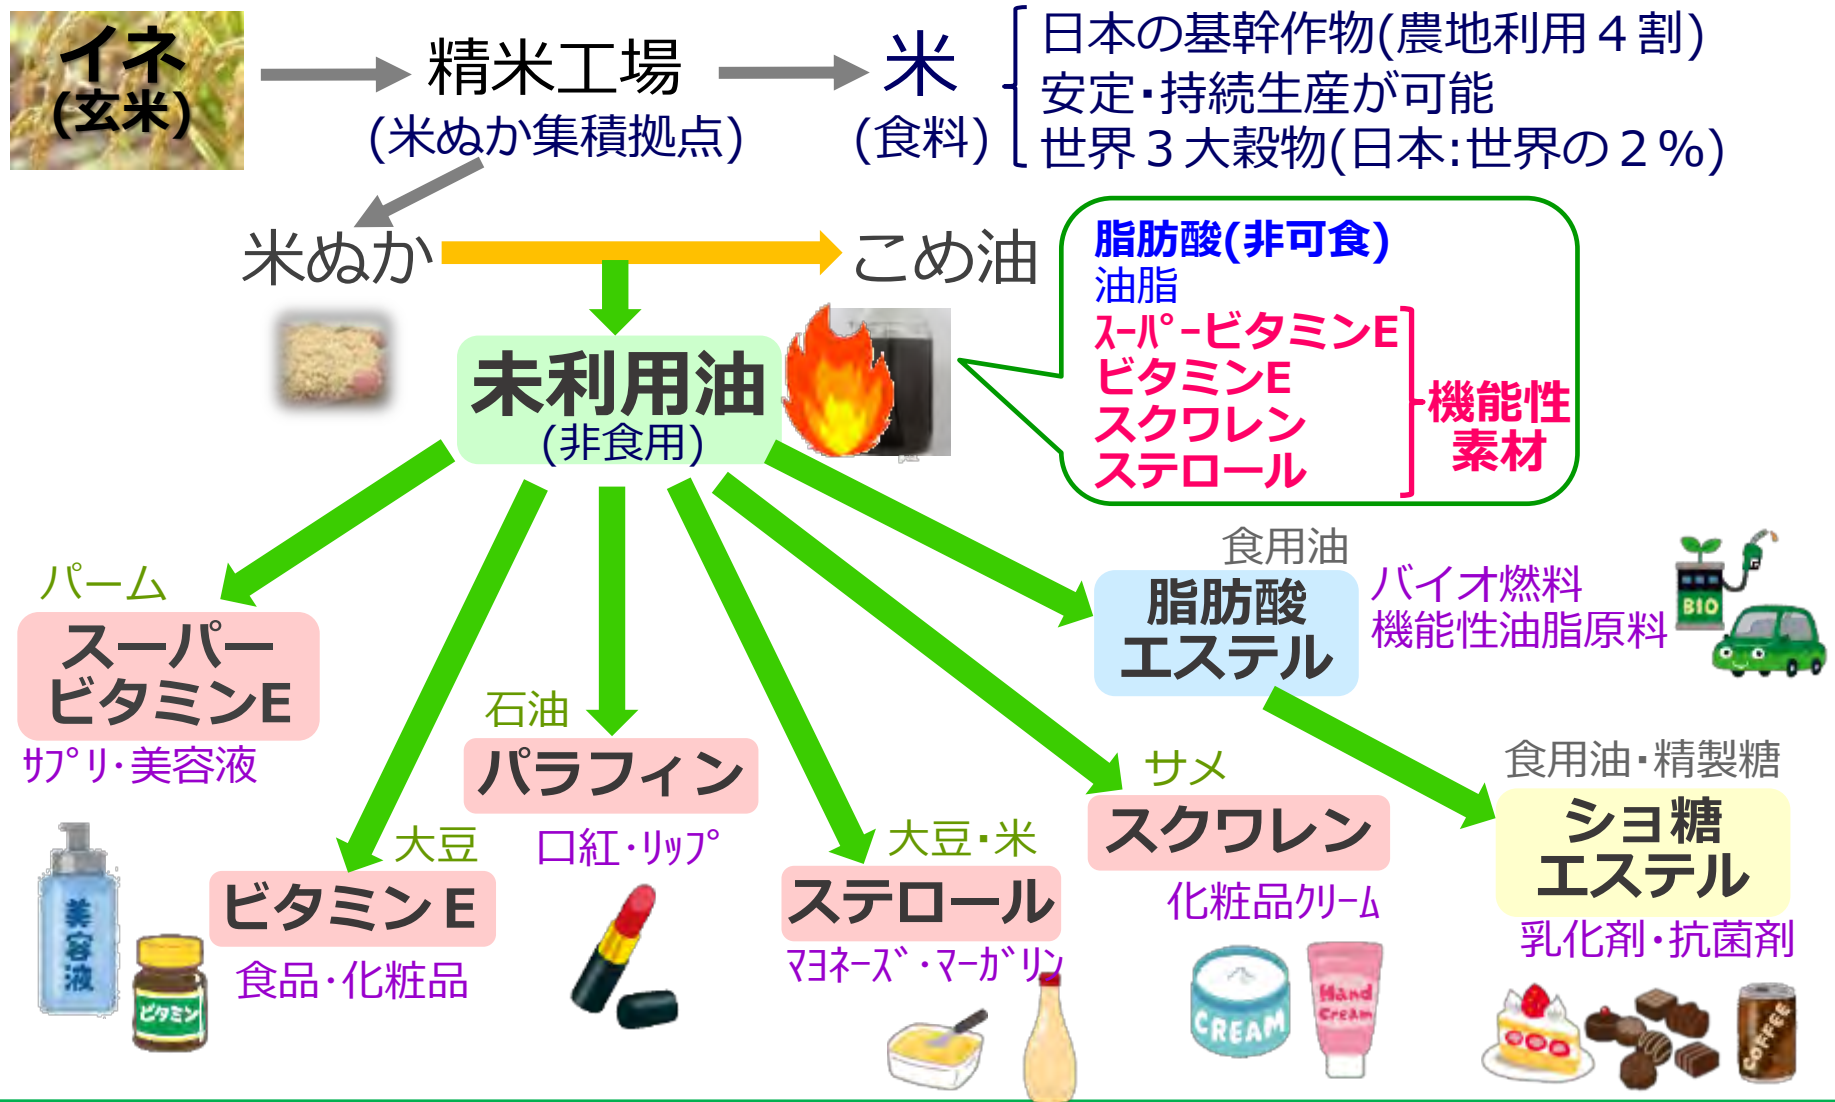 イネ
(玄米)
精米工場
(米ぬか集積拠点)
米
(食料)
日本の基幹作物(農地利用４割)
安定・持続生産が可能
世界３大穀物(日本:世界の２%)
米ぬか
こめ油
未利用油
(非食用)
脂肪酸(非可食)
油脂
ｽｰﾊﾟｰビタミンE
ビタミンE
スクワレン
ステロール
機能性
素材
パーム
スーパー
ビタミンE
ｻﾌﾟﾘ･美容液
美容液
ビタミン
大豆
ビタミンE
食品･化粧品
石油
パラフィン
口紅･ﾘｯﾌﾟ
大豆・米
ステロール
ﾏﾖﾈｰｽﾞ･ﾏｰｶﾞﾘﾝ
サメ
スクワレン
化粧品ｸﾘｰﾑ
CREAM
Hand
Cream
食用油
脂肪酸
エステル
バイオ燃料
機能性油脂原料
BIO
食用油・精製糖
ショ糖
エステル
乳化剤・抗菌剤
COFFEE